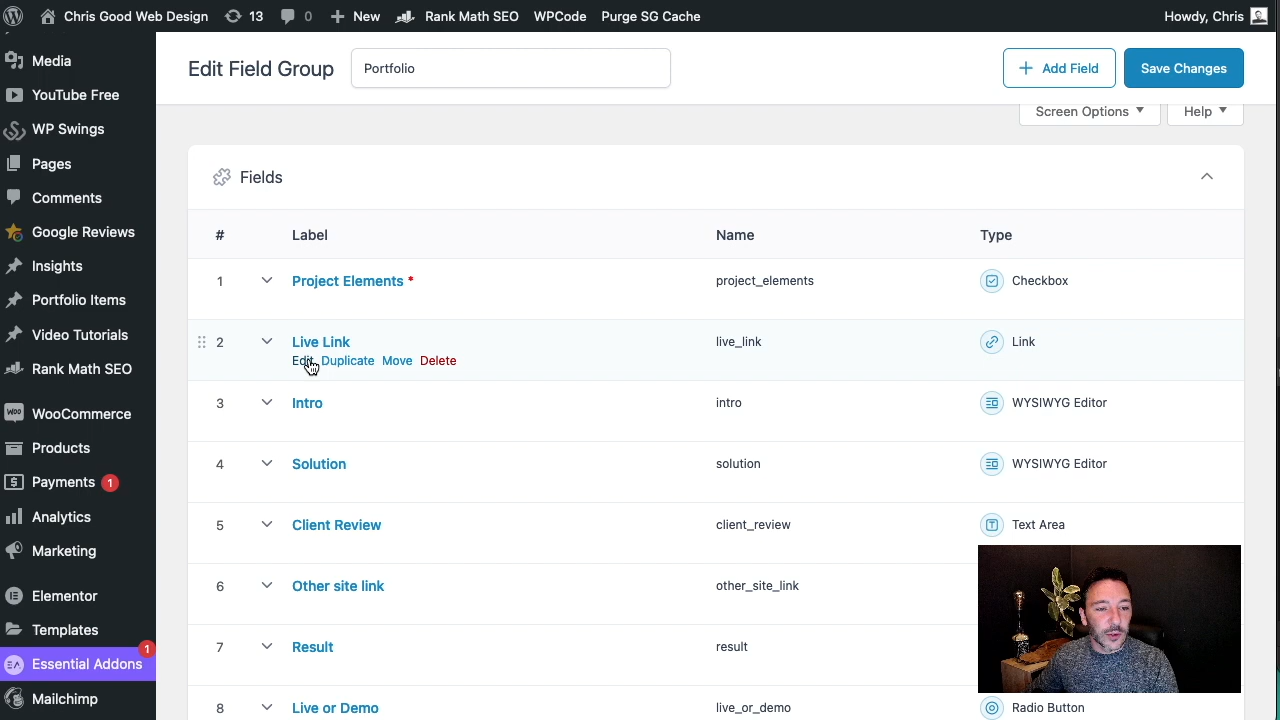 Chris Good Web Design 13 0 New Rank Math SEO WPCode Purge SG Cache Howdy, Chris
Media
YouTube Free
WP Swings
Pages
Comments
Google Reviews
Insights
Portfolio Items
Video Tutorials
Rank Math SEO
WooCommerce
Products
Payments 1
Analytics
Marketing
Elementor
Templates
Essential Addons 1
Mailchimp
Edit Field Group Portfolio + Add Field Save Changes
Screen Options Help
Fields
# Label Name Type
1 Project Elements * project_elements Checkbox
2 Live Link live_link Link
Edit Duplicate Move Delete
3 Intro intro WYSIWYG Editor
4 Solution solution WYSIWYG Editor
5 Client Review client_review Text Area
6 Other site link other_site_link
7 Result result
8 Live or Demo live_or_demo Radio Button